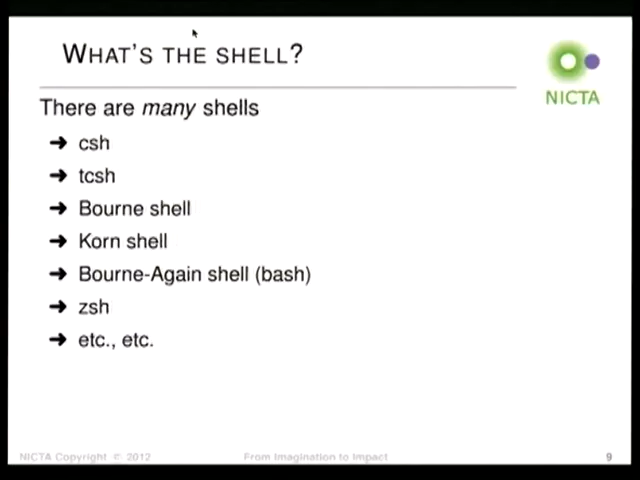 WHAT'S THE SHELL?
NICTA
There are many shells
➜ csh
➜ tcsh
➜ Bourne shell
➜ Korn shell
➜ Bourne-Again shell (bash)
➜ zsh
➜ etc., etc.
NICTA Copyright © 2012
From Imagination to Impact
9